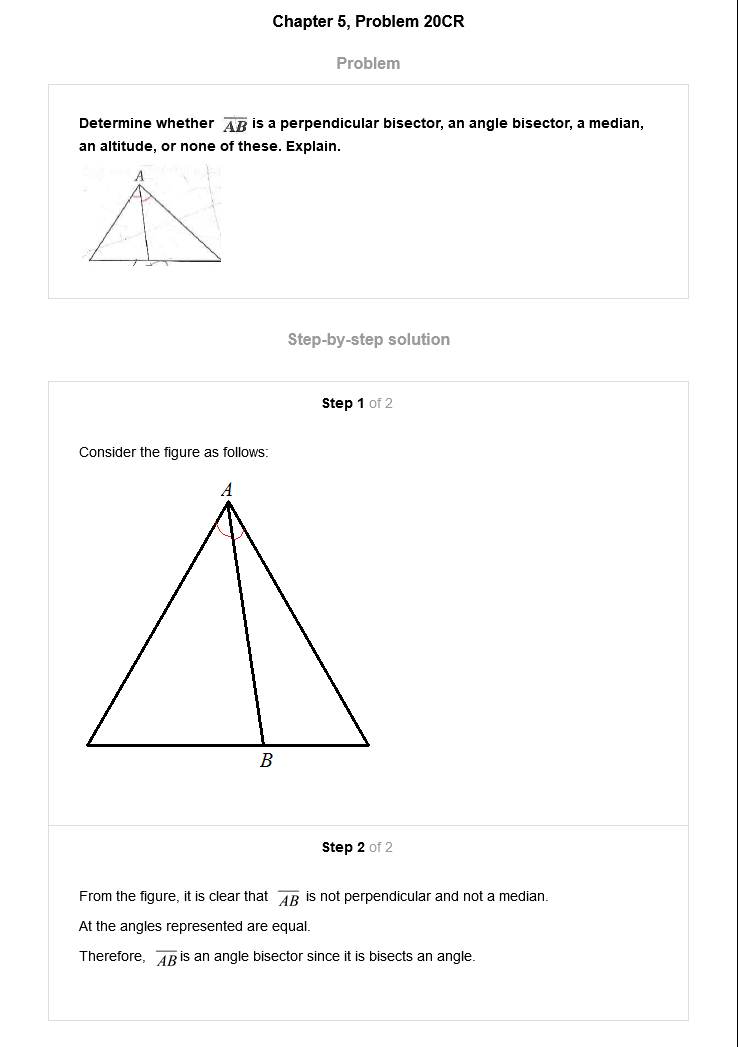 Chapter 5, Problem 20CR
Problem
Determine whether AB is a perpendicular bisector, an angle bisector, a median,
an altitude, or none of these. Explain.
A
Step-by-step solution
Step 1 of 2
Consider the figure as follows:
A
B
Step 2 of 2
From the figure, it is clear that AB is not perpendicular and not a median.
At the angles represented are equal.
Therefore, AB is an angle bisector since it is bisects an angle.